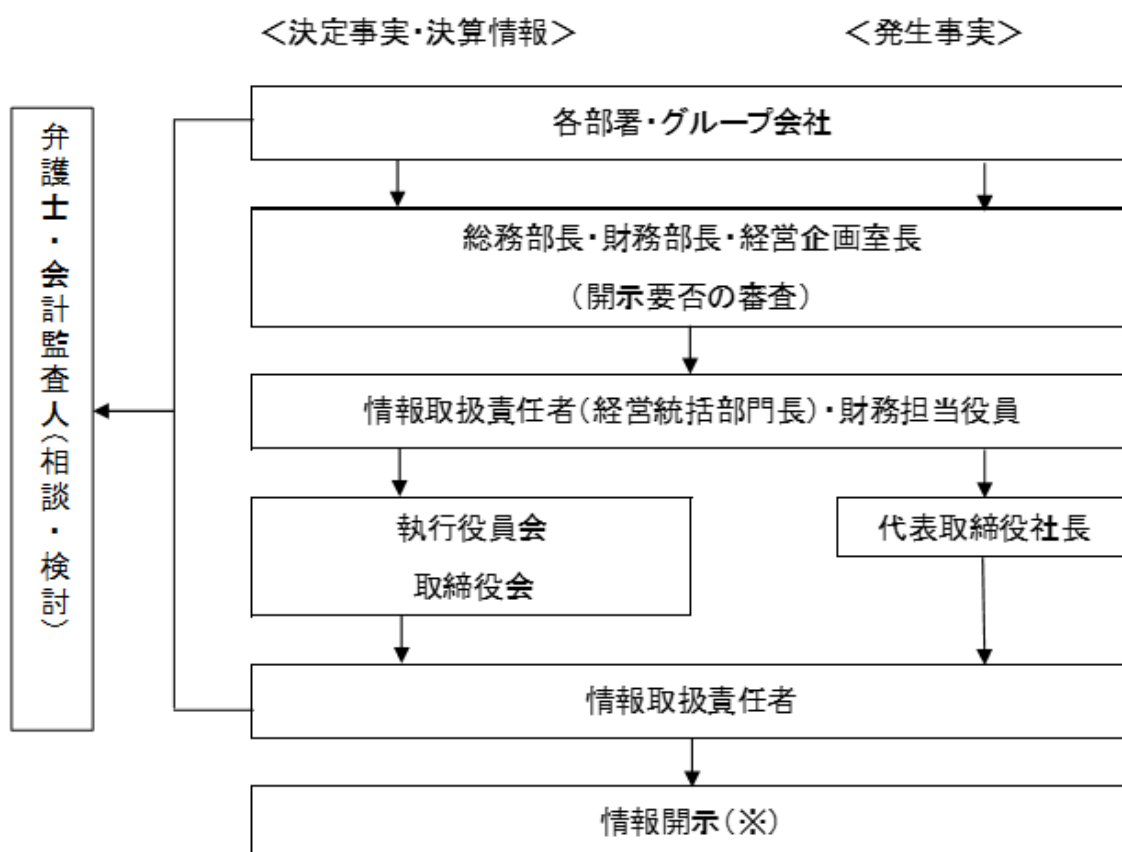 <決定事実・決算情報>
<発生事実>
各部署・グループ会社
総務部長・財務部長・経営企画室長
(開示要否の審査)
情報取扱責任者(経営統括部門長)・財務担当役員
執行役員会
取締役会
代表取締役社長
情報取扱責任者
情報開示(※)
弁護士・会計監査人(相談・検討)